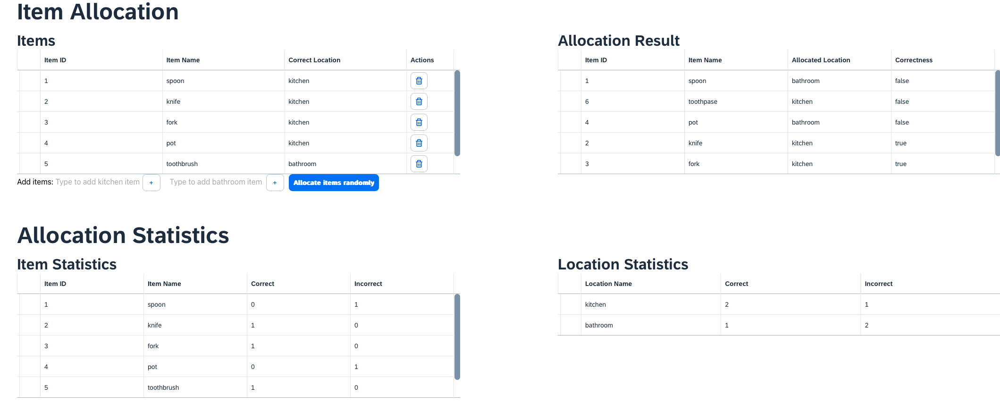 Item Allocation
Items
Item ID Item Name Correct Location Actions
1 spoon kitchen
2 knife kitchen
3 fork kitchen
4 pot kitchen
5 toothbrush bathroom
Add items: Type to add kitchen item + Type to add bathroom item + Allocate items randomly
Allocation Result
Item ID Item Name Allocated Location Correctness
1 spoon bathroom false
6 toothpase kitchen false
4 pot bathroom false
2 knife kitchen true
3 fork kitchen true
Allocation Statistics
Item Statistics
Item ID Item Name Correct Incorrect
1 spoon 0 1
2 knife 1 0
3 fork 1 0
4 pot 0 1
5 toothbrush 1 0
Location Statistics
Location Name Correct Incorrect
kitchen 2 1
bathroom 1 2